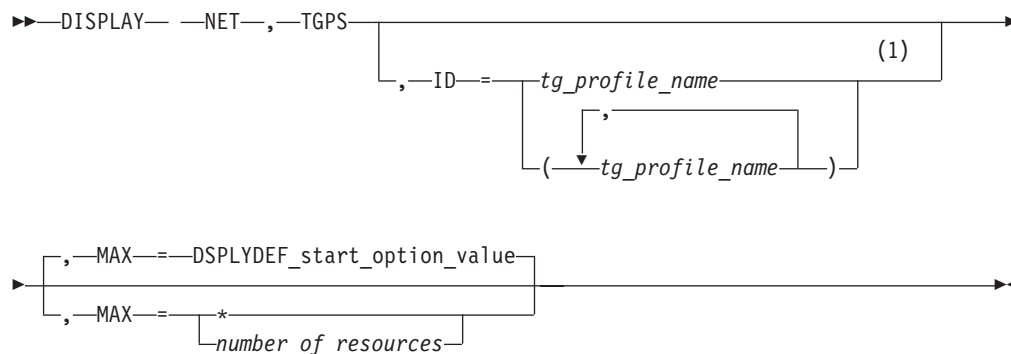 DISPLAY NET , TGPS
(1)
, ID = tg_profile_name
,
( tg_profile_name )
, MAX = DSPLYDEF_start_option_value
, MAX = *
number of resources